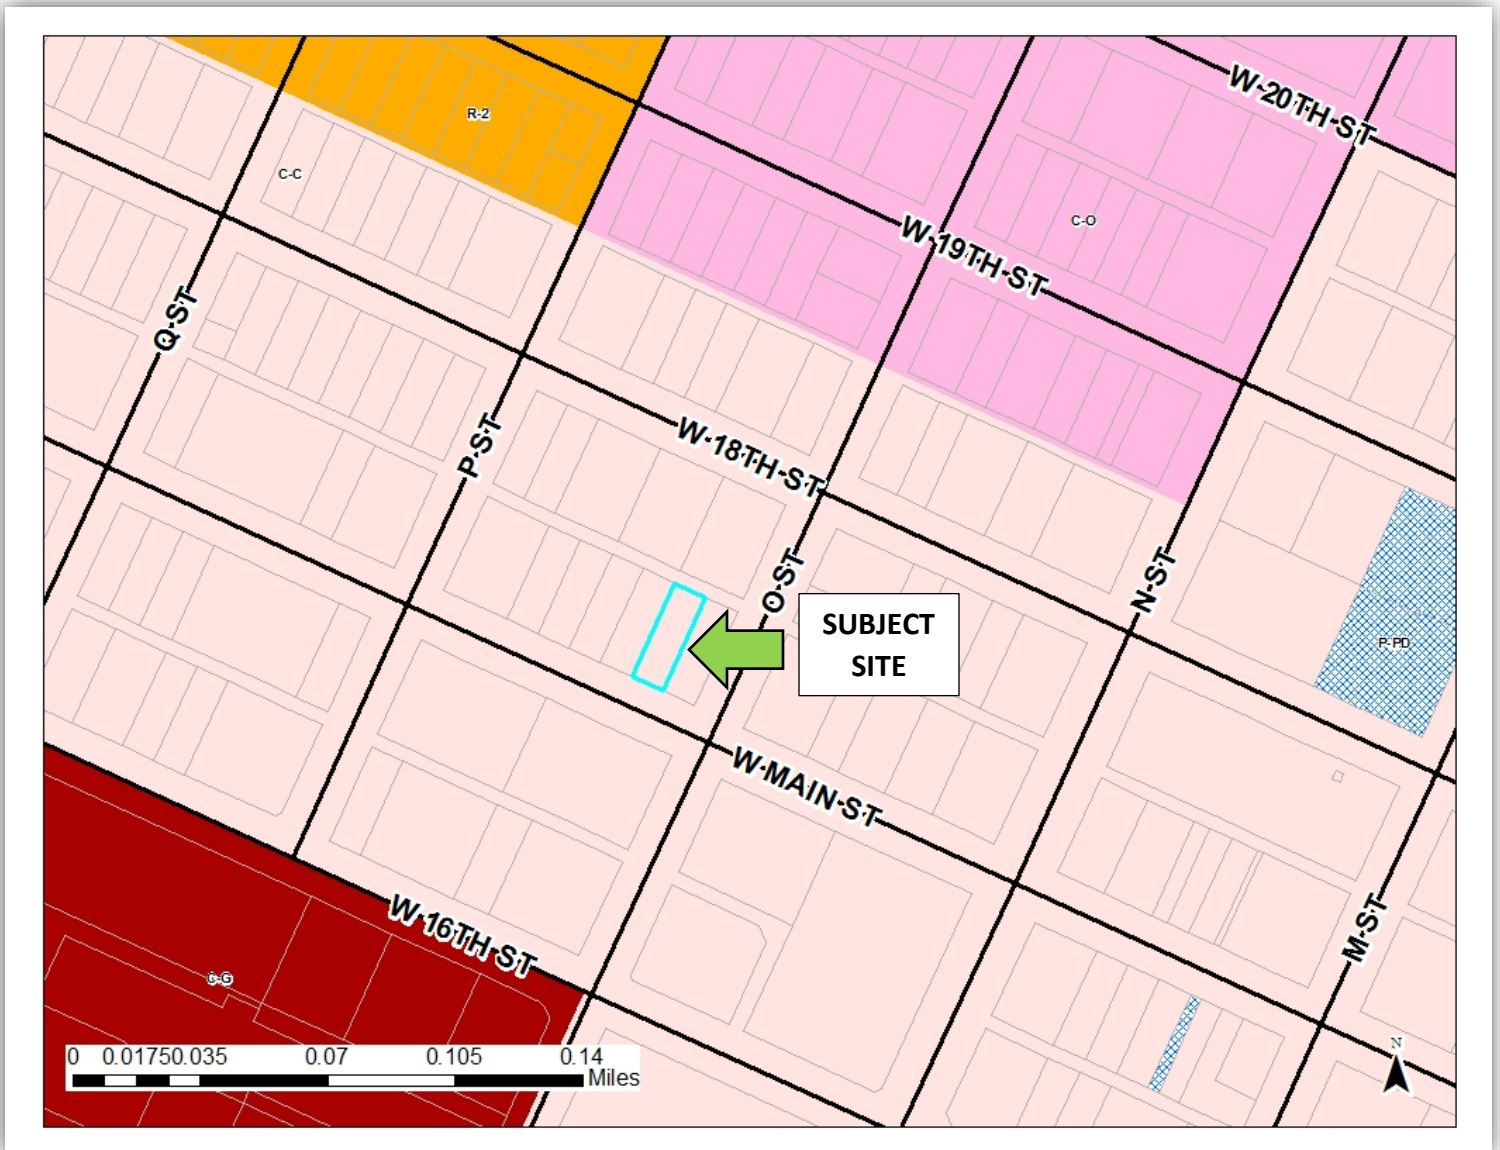 W 20TH ST
R-2
C-C
C-O
W 19TH ST
Q ST
P ST
W 18TH ST
O ST
N ST
SUBJECT
SITE
P-PD
W MAIN ST
W 16TH ST
M ST
C-G
N
0 0.01750.035 0.07 0.105 0.14
Miles